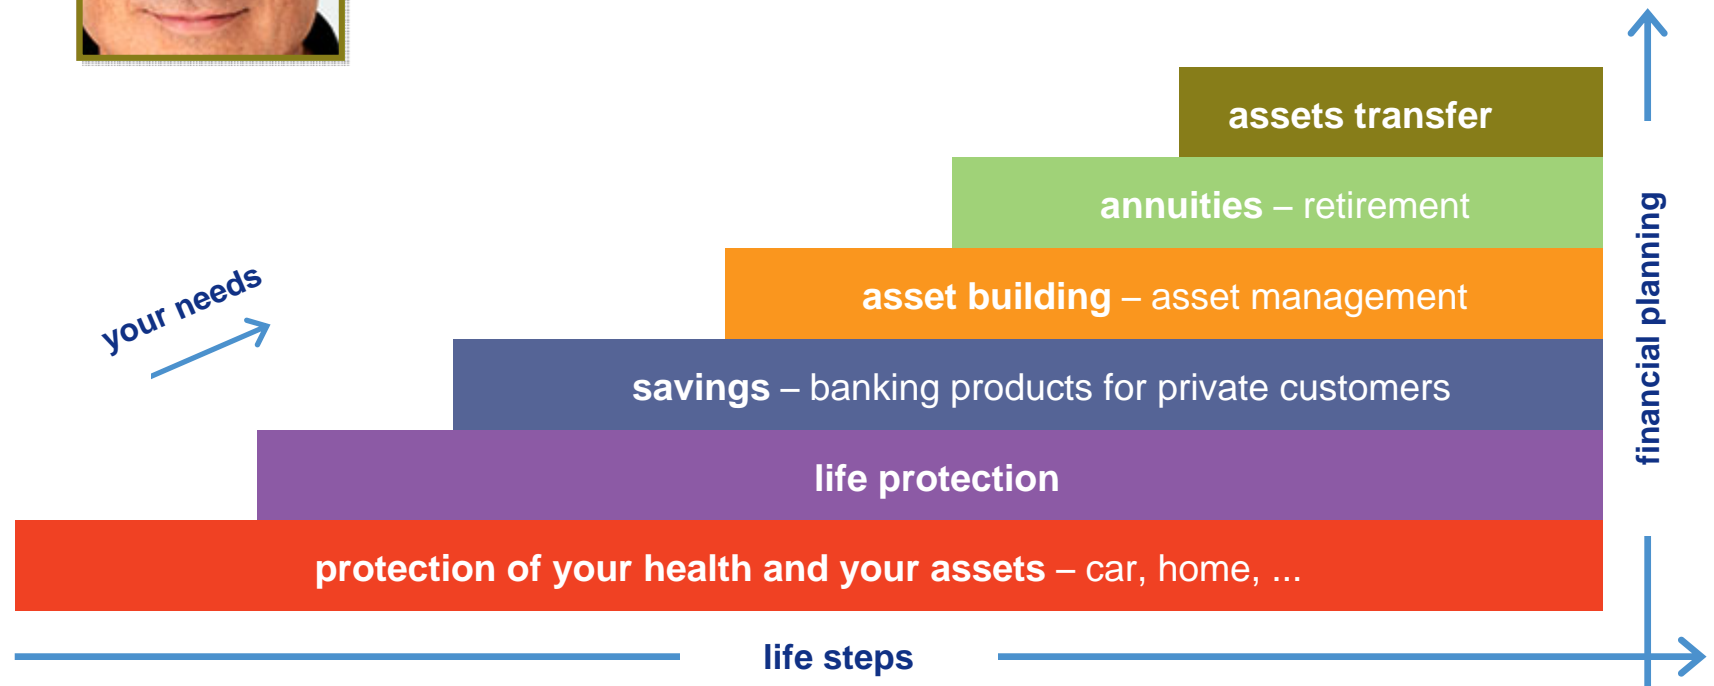 assets transfer
annuities – retirement
asset building – asset management
your needs
savings – banking products for private customers
financial planning
life protection
protection of your health and your assets – car, home, ...
life steps